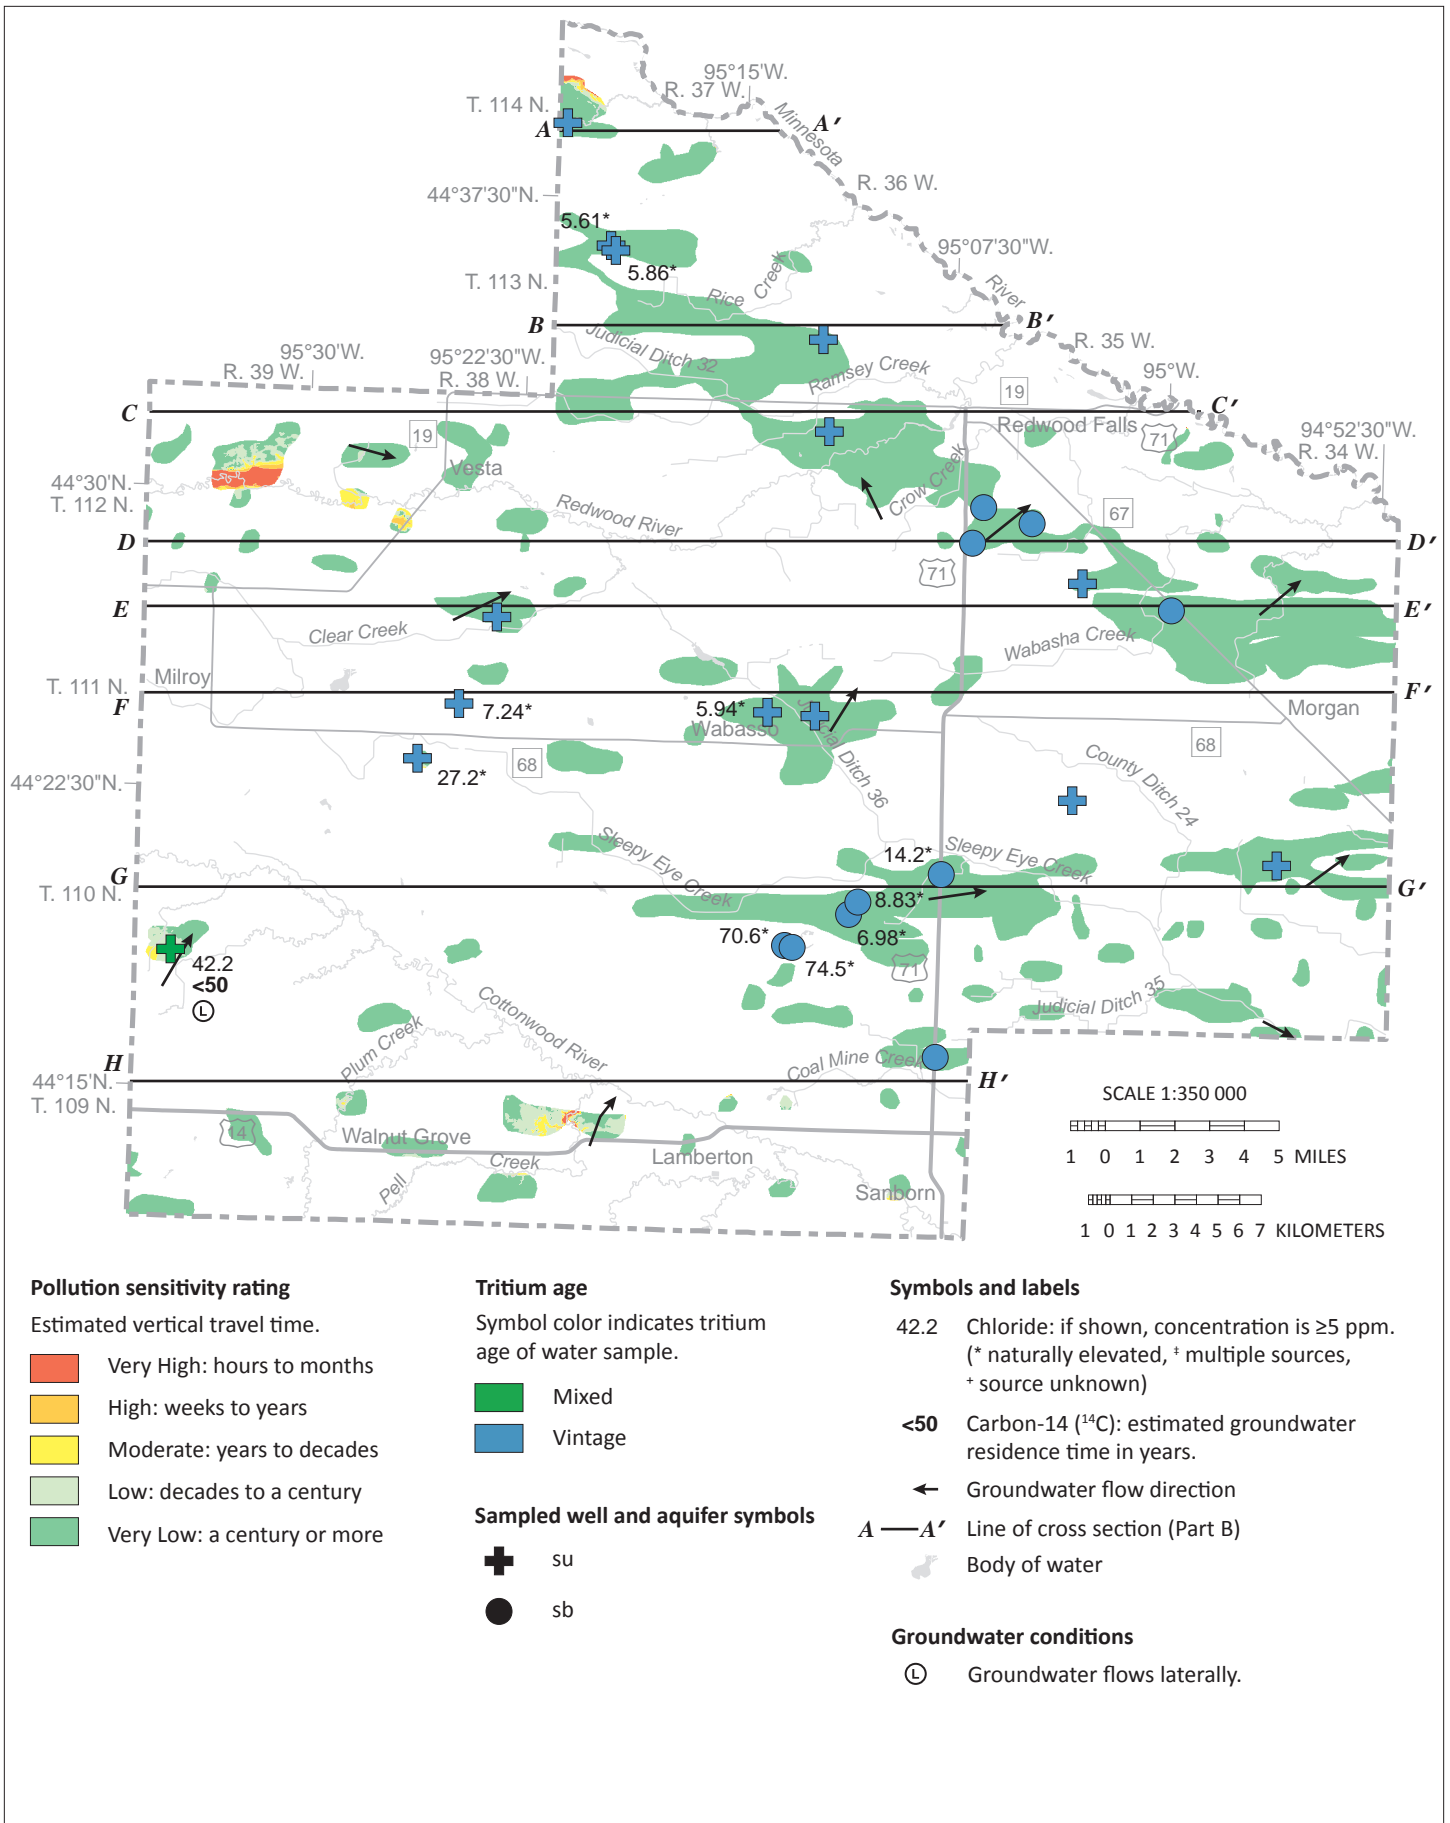 95°15'W.
R. 37 W.
T. 114 N.
A
A′
Minnesota
R. 36 W.
44°37'30"N.
5.61*
5.86*
95°07'30"W.
T. 113 N.
Rice Creek
River
B
B′
Judicial Ditch 32
R. 35 W.
95°30'W.
R. 39 W.
95°22'30"W.
R. 38 W.
Ramsey Creek
95°W.
19
C
C′
19
Redwood Falls
71
94°52'30"W.
R. 34 W.
Vesta
44°30'N.
T. 112 N.
Redwood River
Crow Creek
67
D
D′
71
E
E′
Clear Creek
Wabasha Creek
Milroy
T. 111 N.
F
F′
7.24*
5.94*
Wabasso
Judicial Ditch 36
Morgan
68
27.2*
68
44°22'30"N.
County Ditch 24
Sleepy Eye Creek
14.2*
Sleepy Eye Creek
G
G′
T. 110 N.
8.83*
6.98*
70.6*
74.5*
71
42.2
<50
L
Judicial Ditch 35
Cottonwood River
Plum Creek
Coal Mine Creek
H
H′
44°15'N.
T. 109 N.
14
Walnut Grove
Lamberton
Pell Creek
Sanborn
SCALE 1:350 000
1 0 1 2 3 4 5 MILES
1 0 1 2 3 4 5 6 7 KILOMETERS
Pollution sensitivity rating
Estimated vertical travel time.
Very High: hours to months
High: weeks to years
Moderate: years to decades
Low: decades to a century
Very Low: a century or more
Tritium age
Symbol color indicates tritium
age of water sample.
Mixed
Vintage
Sampled well and aquifer symbols
su
sb
Symbols and labels
42.2 Chloride: if shown, concentration is ≥5 ppm.
(* naturally elevated, ‡ multiple sources,
+ source unknown)
<50 Carbon-14 (¹⁴C): estimated groundwater
residence time in years.
Groundwater flow direction
A A′ Line of cross section (Part B)
Body of water
Groundwater conditions
L Groundwater flows laterally.